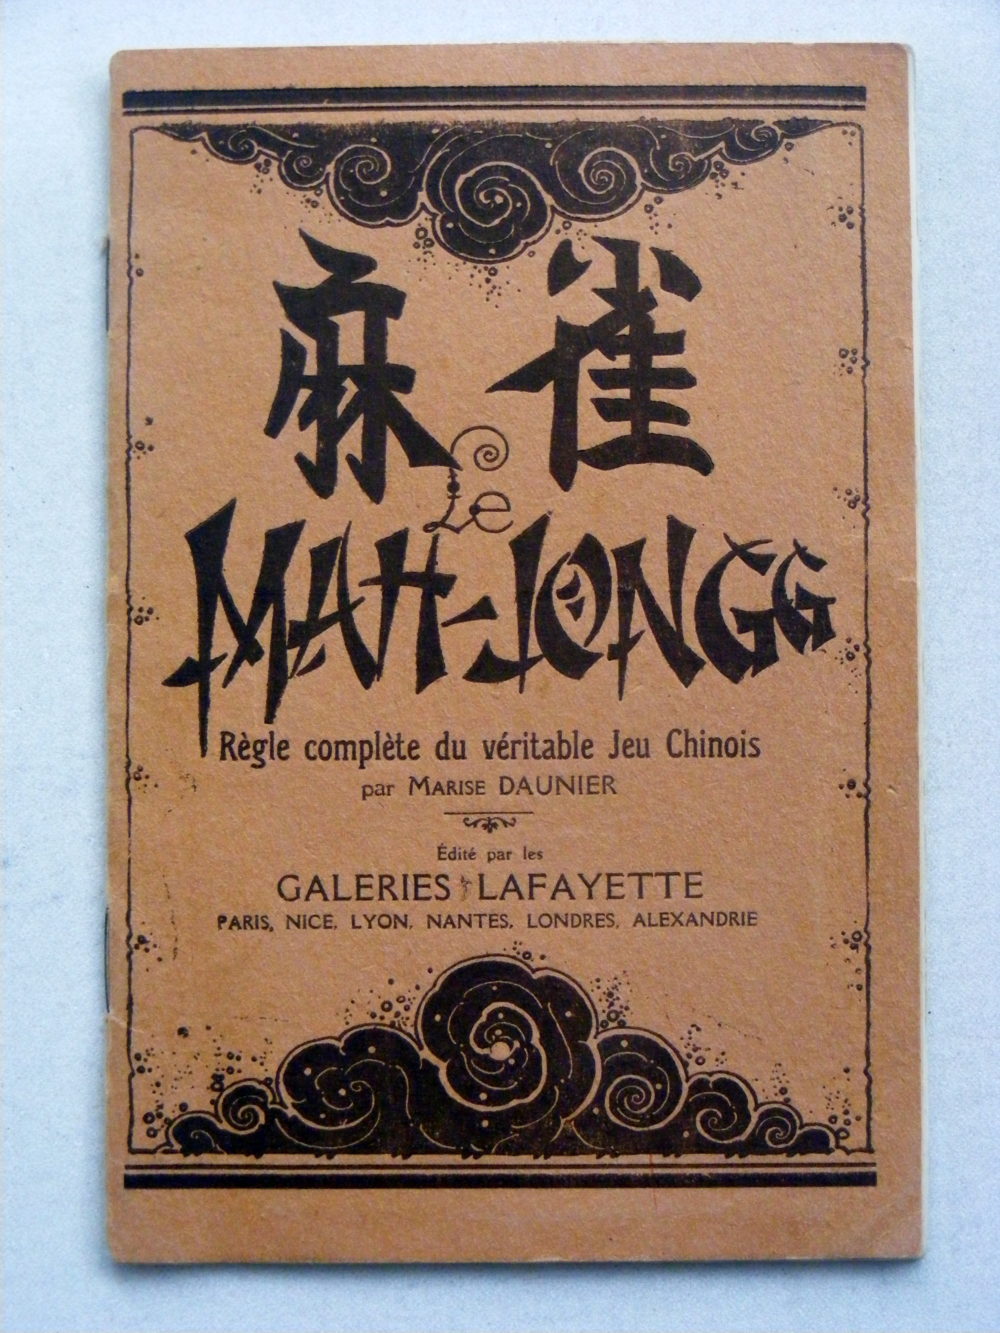 麻雀
Le
MAH-JONGG
Règle complète du véritable Jeu Chinois
par MARISE DAUNIER
Édité par les
GALERIES LAFAYETTE
PARIS, NICE, LYON, NANTES, LONDRES, ALEXANDRIE